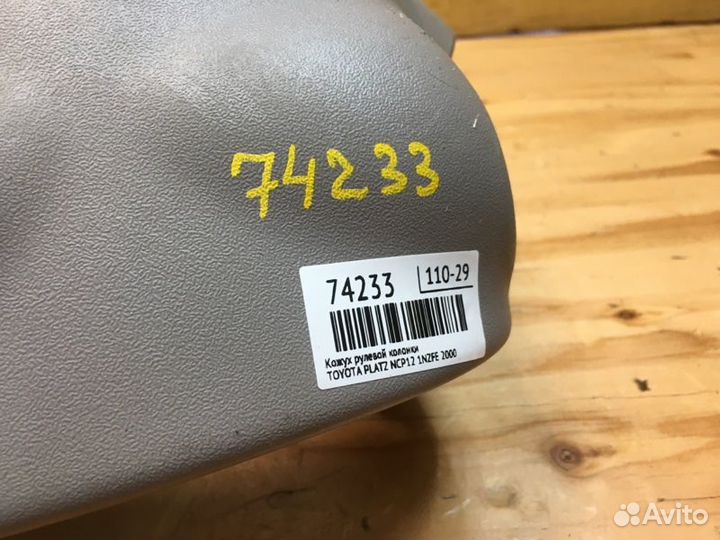 74233
74233 110-29
Кожух рулевой колонки
TOYOTA PLATZ NCP12 1NZFE 2000
Avito